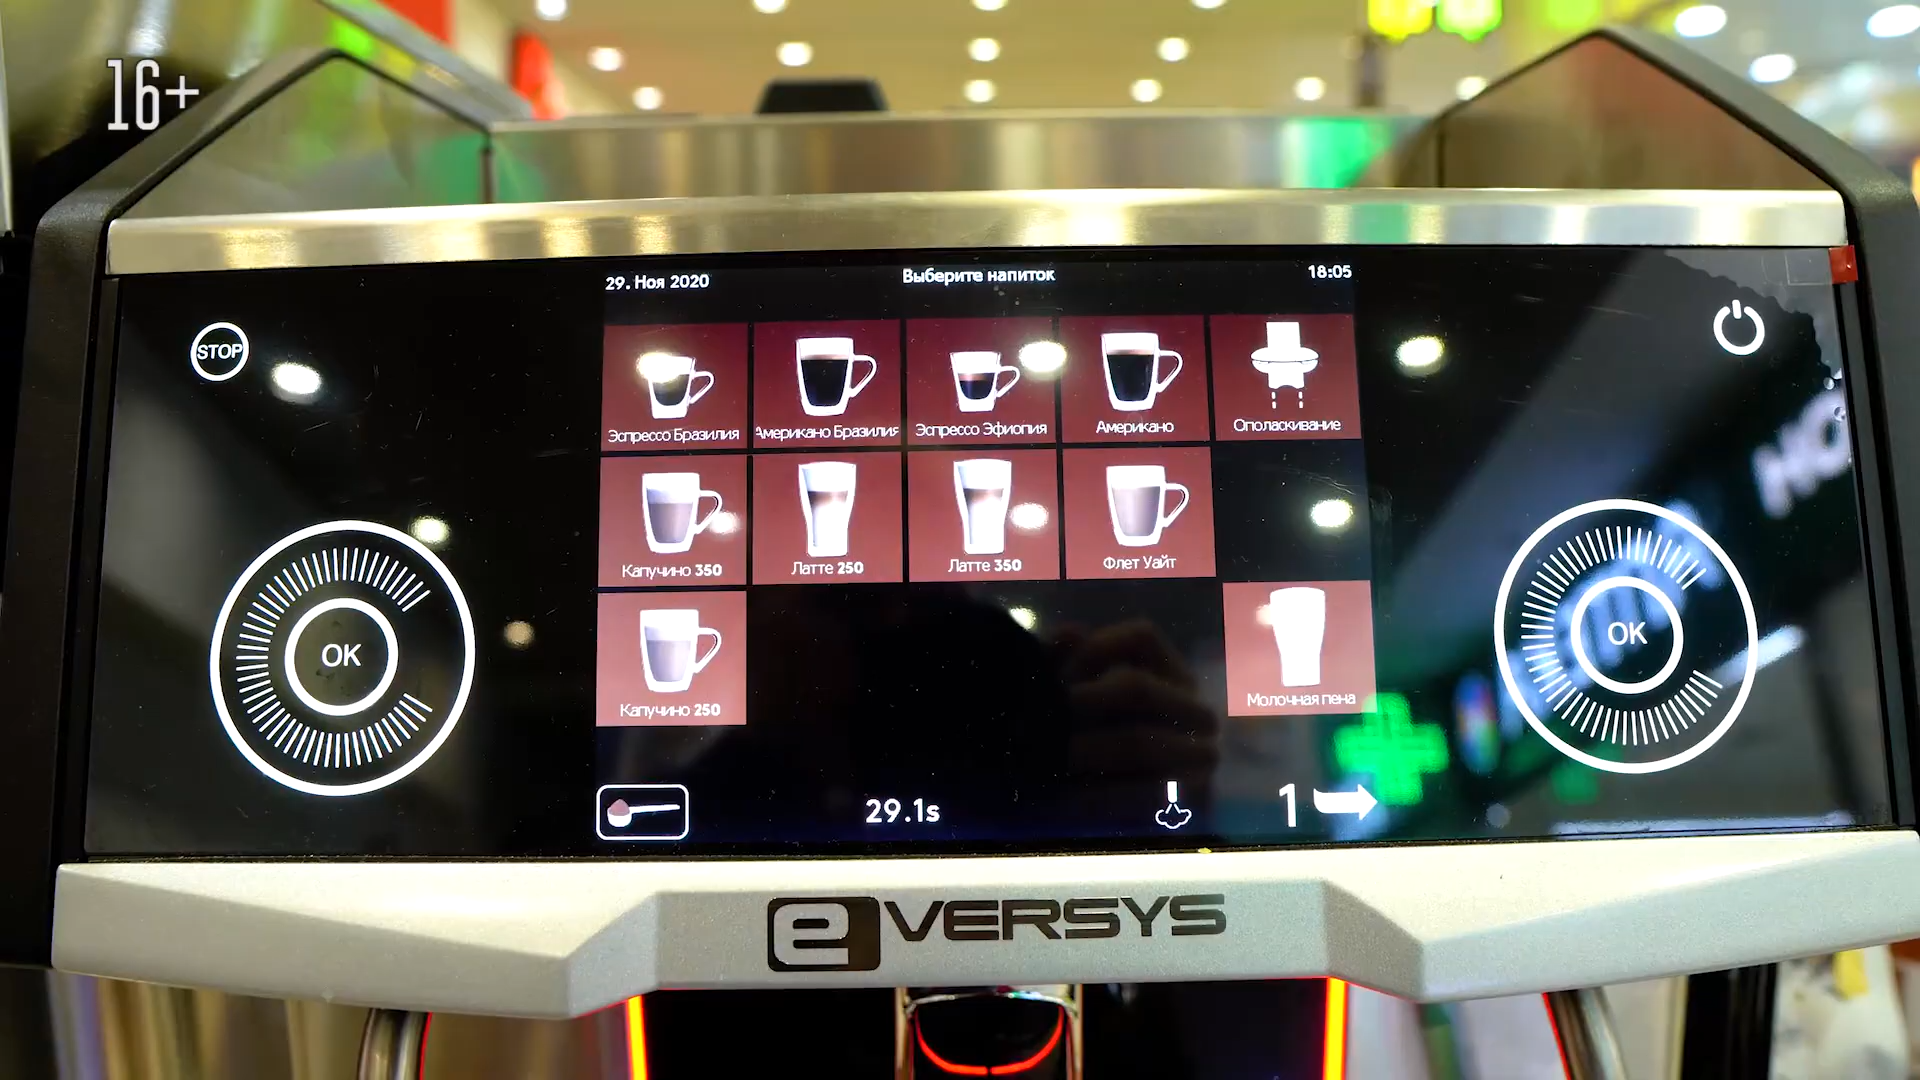 16+
29. Ноя 2020
Выберите напиток
18:05
STOP
Эспрессо Бразилия
Американо Бразилия
Эспрессо Эфиопия
Американо
Ополаскивание
Капучино 350
Латте 250
Латте 350
Флет Уайт
OK
OK
Капучино 250
Молочная пена
29.1s
1
eVERSYS